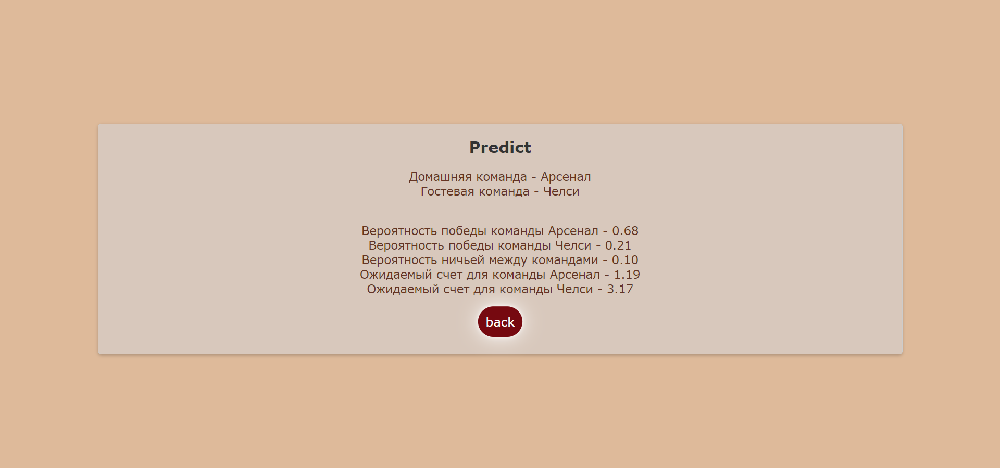 Predict
Домашняя команда - Арсенал
Гостевая команда - Челси
Вероятность победы команды Арсенал - 0.68
Вероятность победы команды Челси - 0.21
Вероятность ничьей между командами - 0.10
Ожидаемый счет для команды Арсенал - 1.19
Ожидаемый счет для команды Челси - 3.17
back